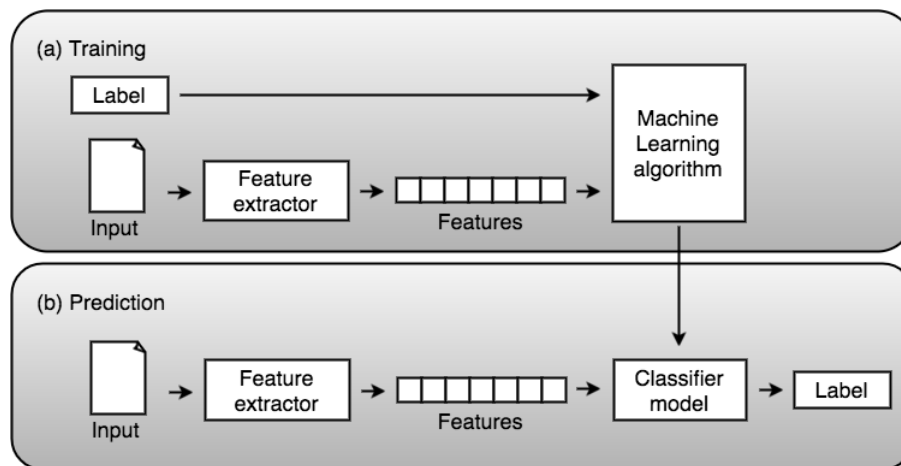 (a) Training
Label
Machine
Learning
algorithm
Feature
extractor
Input
Features
(b) Prediction
Feature
extractor
Classifier
model
Label
Input
Features